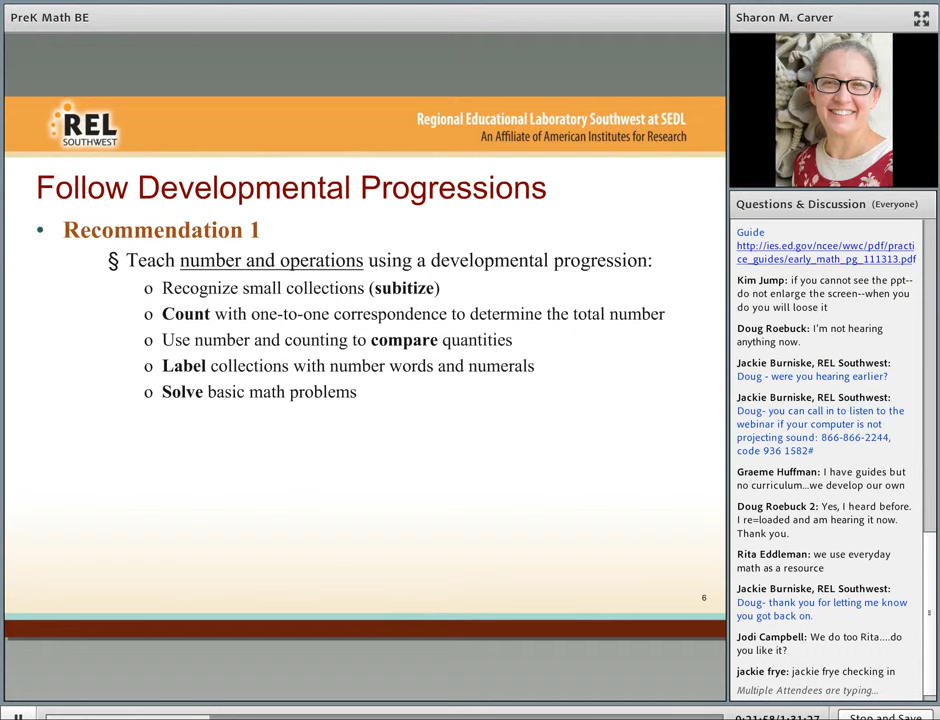 PreK Math BE
REL
SOUTHWEST
Regional Educational Laboratory Southwest at SEDL
An Affiliate of American Institutes for Research
Follow Developmental Progressions
• Recommendation 1
§ Teach number and operations using a developmental progression:
o Recognize small collections (subitize)
o Count with one-to-one correspondence to determine the total number
o Use number and counting to compare quantities
o Label collections with number words and numerals
o Solve basic math problems
6
Sharon M. Carver
Questions & Discussion (Everyone)
Guide
http://ies.ed.gov/ncee/wwc/pdf/practi
ce_guides/early_math_pg_111313.pdf
Kim Jump: if you cannot see the ppt--
do not enlarge the screen--when you
do you will loose it
Doug Roebuck: I'm not hearing
anything now.
Jackie Burniske, REL Southwest:
Doug - were you hearing earlier?
Jackie Burniske, REL Southwest:
Doug- you can call in to listen to the
webinar if your computer is not
projecting sound: 866-866-2244,
code 936 1582#
Graeme Huffman: I have guides but
no curriculum...we develop our own
Doug Roebuck 2: Yes, I heard before.
I re=loaded and am hearing it now.
Thank you.
Rita Eddleman: we use everyday
math as a resource
Jackie Burniske, REL Southwest:
Doug- thank you for letting me know
you got back on.
Jodi Campbell: We do too Rita....do
you like it?
jackie frye: jackie frye checking in
Multiple Attendees are typing...
0:21:58/1:31:27
Stop and Save